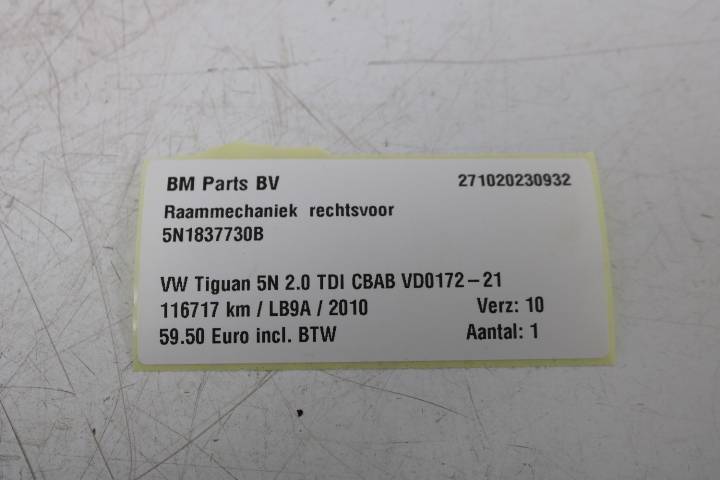 BM Parts BV 271020230932
Raammechaniek rechtsvoor
5N1837730B
VW Tiguan 5N 2.0 TDI CBAB VD0172-21
116717 km / LB9A / 2010 Verz: 10
59.50 Euro incl. BTW Aantal: 1